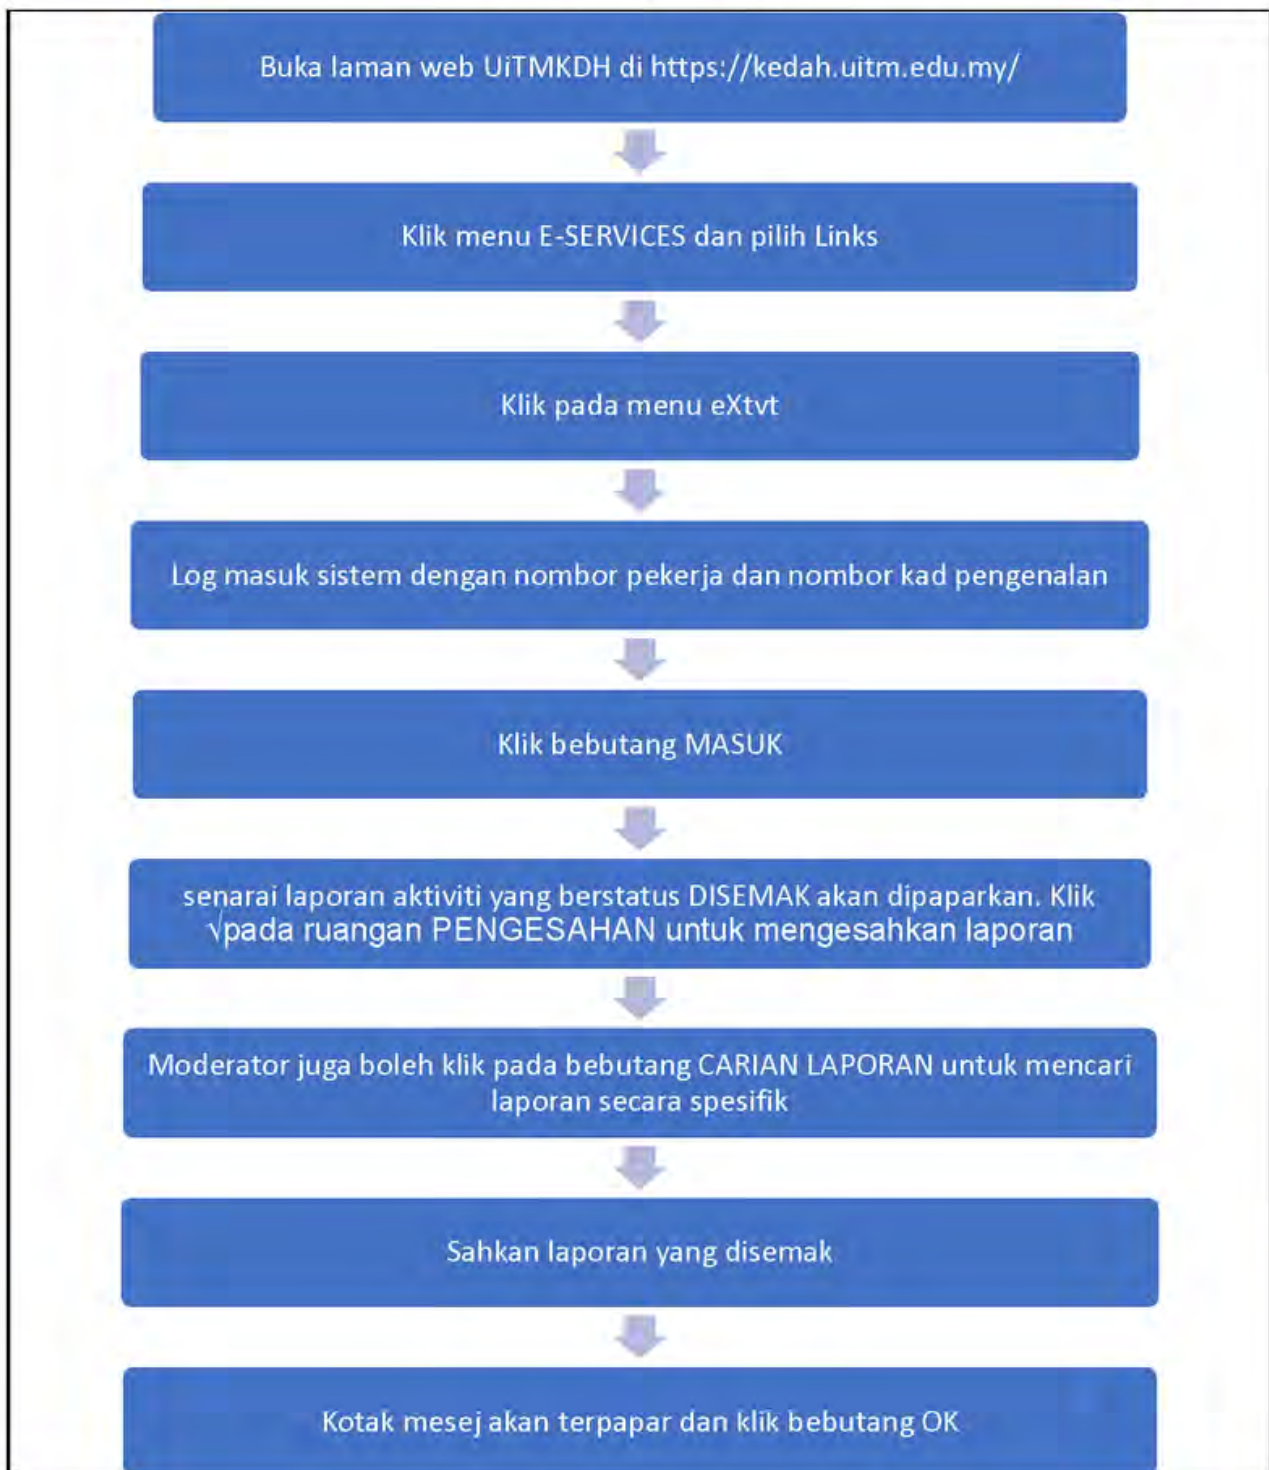 Buka laman web UiTMKDH di https://kedah.uitm.edu.my/
Klik menu E-SERVICES dan pilih Links
Klik pada menu eXtvt
Log masuk sistem dengan nombor pekerja dan nombor kad pengenalan
Klik bebutang MASUK
senarai laporan aktiviti yang berstatus DISEMAK akan dipaparkan. Klik
√pada ruangan PENGESAHAN untuk mengesahkan laporan
Moderator juga boleh klik pada bebutang CARIAN LAPORAN untuk mencari
laporan secara spesifik
Sahkan laporan yang disemak
Kotak mesej akan terpapar dan klik bebutang OK